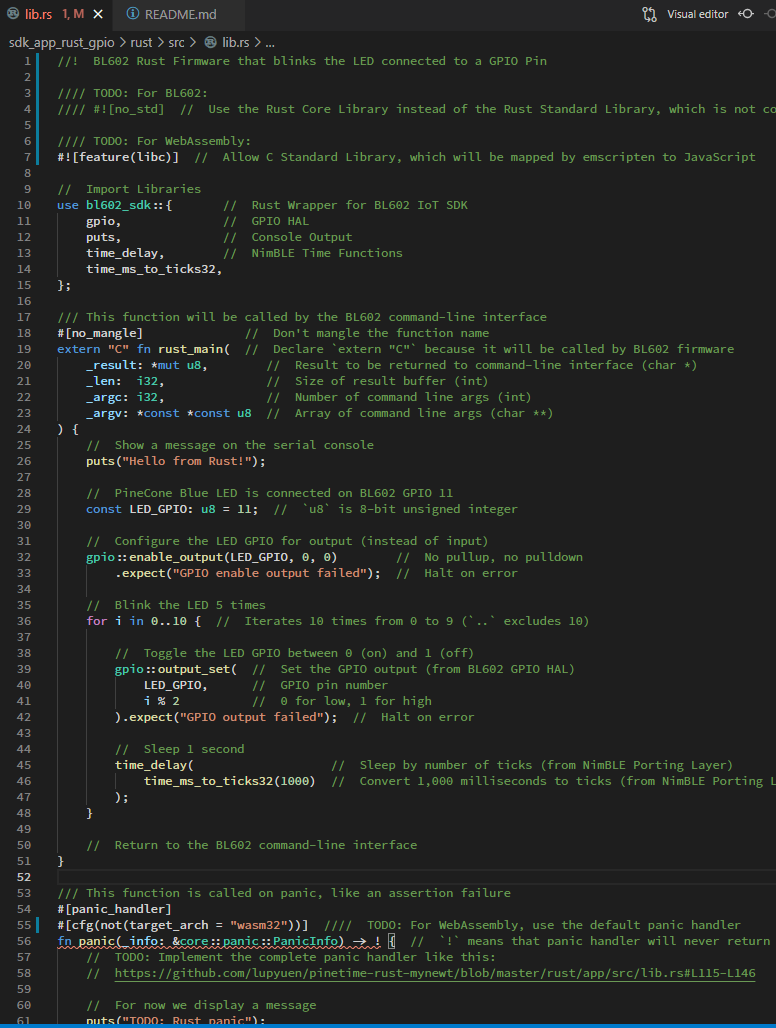 lib.rs 1, M × README.md Visual editor
sdk_app_rust_gpio > rust > src > lib.rs > ...
1 //!  BL602 Rust Firmware that blinks the LED connected to a GPIO Pin
2
3 //// TODO: For BL602:
4 //// #![no_std]  //  Use the Rust Core Library instead of the Rust Standard Library, which is not co
5
6 //// TODO: For WebAssembly:
7 #![feature(libc)]  //  Allow C Standard Library, which will be mapped by emscripten to JavaScript
8
9 //  Import Libraries
10 use bl602_sdk::{       //  Rust Wrapper for BL602 IoT SDK
11     gpio,              //  GPIO HAL
12     puts,              //  Console Output
13     time_delay,        //  NimBLE Time Functions
14     time_ms_to_ticks32,
15 };
16
17 /// This function will be called by the BL602 command-line interface
18 #[no_mangle]              //  Don't mangle the function name
19 extern "C" fn rust_main(  //  Declare `extern "C"` because it will be called by BL602 firmware
20     _result: *mut u8,        //  Result to be returned to command-line interface (char *)
21     _len:  i32,              //  Size of result buffer (int)
22     _argc: i32,              //  Number of command line args (int)
23     _argv: *const *const u8  //  Array of command line args (char **)
24 ) {
25     //  Show a message on the serial console
26     puts("Hello from Rust!");
27
28     //  PineCone Blue LED is connected on BL602 GPIO 11
29     const LED_GPIO: u8 = 11;  //  `u8` is 8-bit unsigned integer
30
31     //  Configure the LED GPIO for output (instead of input)
32     gpio::enable_output(LED_GPIO, 0, 0)        //  No pullup, no pulldown
33         .expect("GPIO enable output failed");  //  Halt on error
34
35     //  Blink the LED 5 times
36     for i in 0..10 {  //  Iterates 10 times from 0 to 9 (`..` excludes 10)
37
38         //  Toggle the LED GPIO between 0 (on) and 1 (off)
39         gpio::output_set(  //  Set the GPIO output (from BL602 GPIO HAL)
40             LED_GPIO,      //  GPIO pin number
41             i % 2          //  0 for low, 1 for high
42         ).expect("GPIO output failed");  //  Halt on error
43
44         //  Sleep 1 second
45         time_delay(                   //  Sleep by number of ticks (from NimBLE Porting Layer)
46             time_ms_to_ticks32(1000)  //  Convert 1,000 milliseconds to ticks (from NimBLE Porting L
47         );
48     }
49
50     //  Return to the BL602 command-line interface
51 }
52
53 /// This function is called on panic, like an assertion failure
54 #[panic_handler]
55 #[cfg(not(target_arch = "wasm32"))]  ////  TODO: For WebAssembly, use the default panic handler
56 fn panic(_info: &core::panic::PanicInfo) -> ! {  //  `!` means that panic handler will never return
57     //  TODO: Implement the complete panic handler like this:
58     //  https://github.com/lupyuen/pinetime-rust-mynewt/blob/master/rust/app/src/lib.rs#L115-L146
59
60     //  For now we display a message
61     puts("TODO: Rust panic");